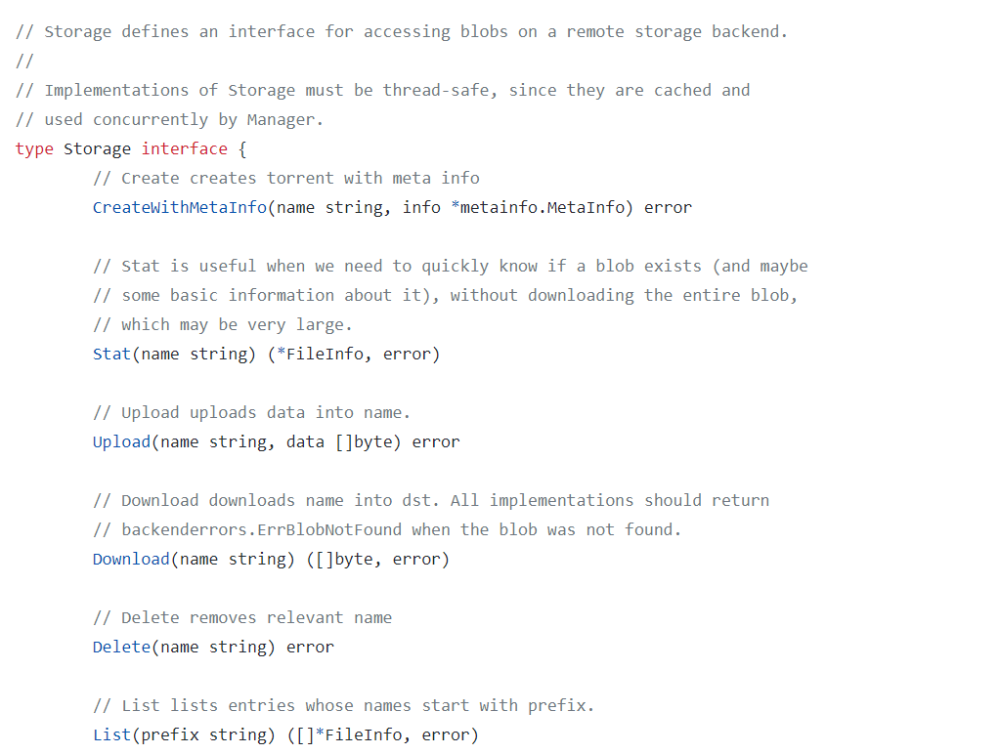 // Storage defines an interface for accessing blobs on a remote storage backend.
//
// Implementations of Storage must be thread-safe, since they are cached and
// used concurrently by Manager.
type Storage interface {
// Create creates torrent with meta info
CreateWithMetaInfo(name string, info *metainfo.MetaInfo) error
// Stat is useful when we need to quickly know if a blob exists (and maybe
// some basic information about it), without downloading the entire blob,
// which may be very large.
Stat(name string) (*FileInfo, error)
// Upload uploads data into name.
Upload(name string, data []byte) error
// Download downloads name into dst. All implementations should return
// backenderrors.ErrBlobNotFound when the blob was not found.
Download(name string) ([]byte, error)
// Delete removes relevant name
Delete(name string) error
// List lists entries whose names start with prefix.
List(prefix string) ([]*FileInfo, error)